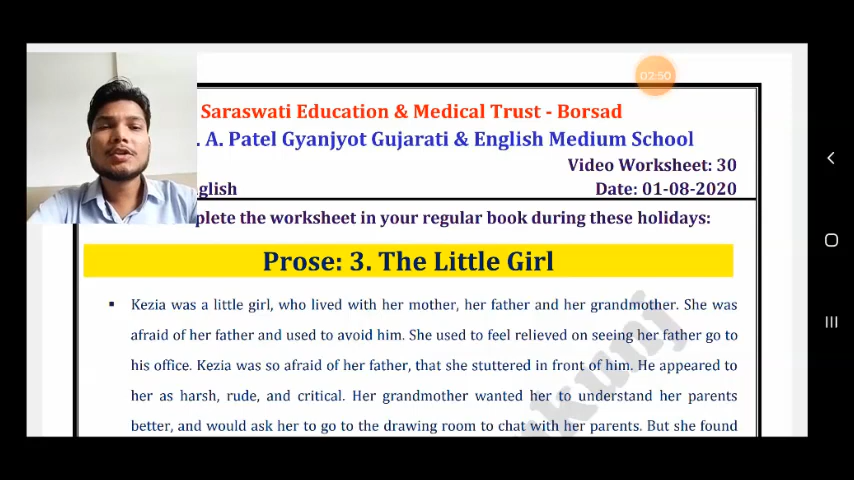 02:50
Saraswati Education & Medical Trust - Borsad
. A. Patel Gyanjyot Gujarati & English Medium School
Video Worksheet: 30
glish Date: 01-08-2020
plete the worksheet in your regular book during these holidays:
Prose: 3. The Little Girl
▪ Kezia was a little girl, who lived with her mother, her father and her grandmother. She was
afraid of her father and used to avoid him. She used to feel relieved on seeing her father go to
his office. Kezia was so afraid of her father, that she stuttered in front of him. He appeared to
her as harsh, rude, and critical. Her grandmother wanted her to understand her parents
better, and would ask her to go to the drawing room to chat with her parents. But she found